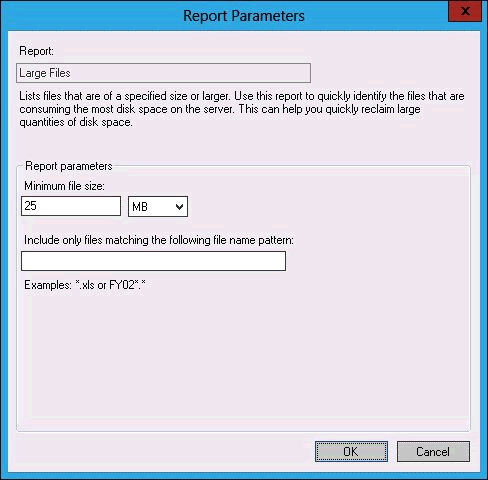 Report Parameters
x
Report:
Large Files
Lists files that are of a specified size or larger. Use this report to quickly identify the files that are
consuming the most disk space on the server. This can help you quickly reclaim large
quantities of disk space.
Report parameters
Minimum file size:
25 MB
Include only files matching the following file name pattern:
Examples: *.xls or FY02*.*
OK Cancel